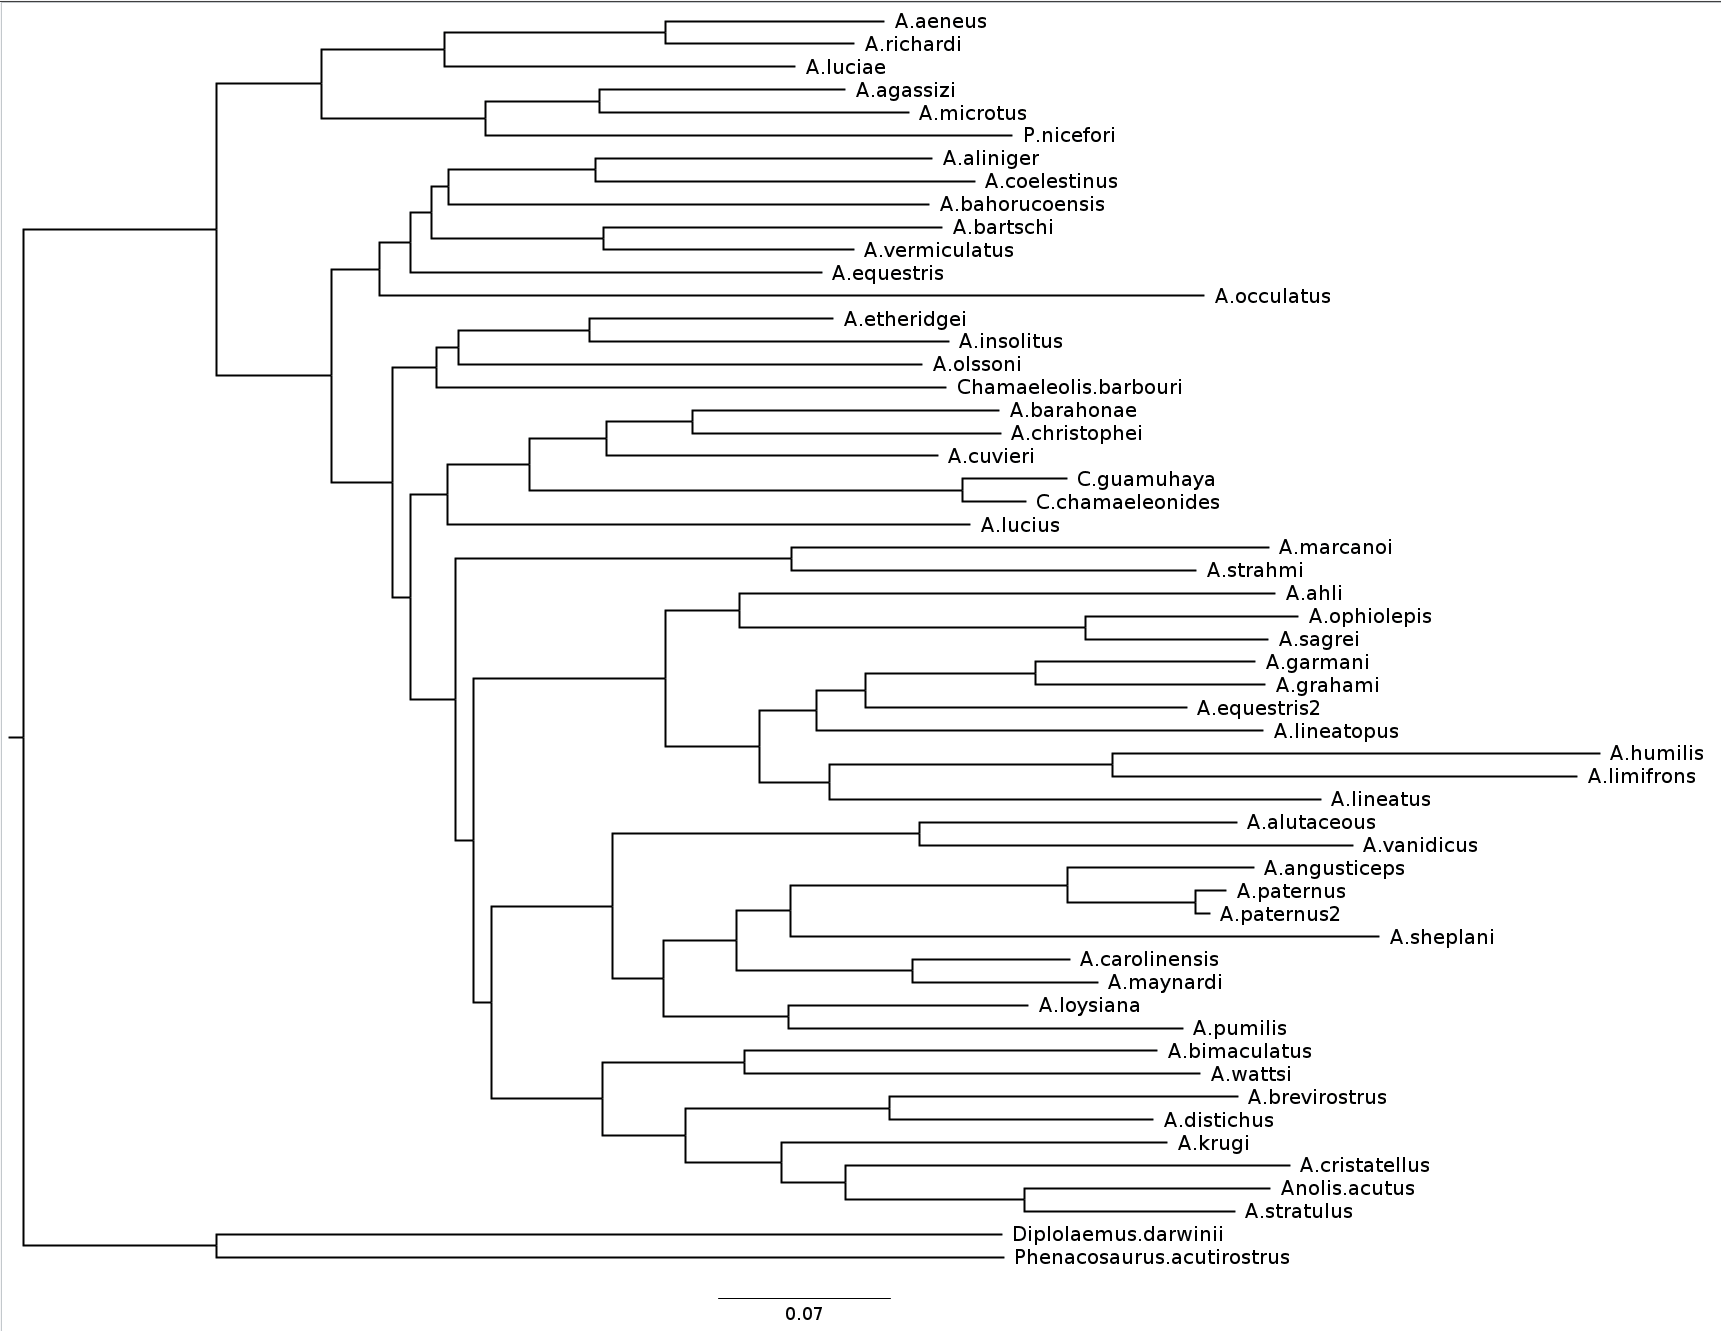 A.aeneus
A.richardi
A.luciae
A.agassizi
A.microtus
P.nicefori
A.aliniger
A.coelestinus
A.bahorucoensis
A.bartschi
A.vermiculatus
A.equestris
A.occulatus
A.etheridgei
A.insolitus
A.olssoni
Chamaeleolis.barbouri
A.barahonae
A.christophei
A.cuvieri
C.guamuhaya
C.chamaeleonides
A.lucius
A.marcanoi
A.strahmi
A.ahli
A.ophiolepis
A.sagrei
A.garmani
A.grahami
A.equestris2
A.lineatopus
A.humilis
A.limifrons
A.lineatus
A.alutaceous
A.vanidicus
A.angusticeps
A.paternus
A.paternus2
A.sheplani
A.carolinensis
A.maynardi
A.loysiana
A.pumilis
A.bimaculatus
A.wattsi
A.brevirostrus
A.distichus
A.krugi
A.cristatellus
Anolis.acutus
A.stratulus
Diplolaemus.darwinii
Phenacosaurus.acutirostrus
0.07